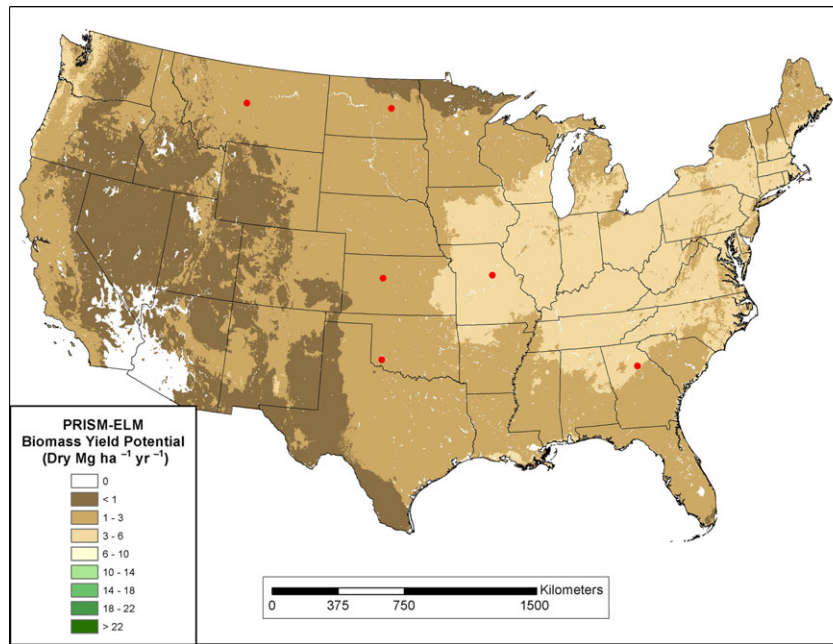 PRISM-ELM
Biomass Yield Potential
(Dry Mg ha ⁻¹ yr ⁻¹)
0
< 1
1 - 3
3 - 6
6 - 10
10 - 14
14 - 18
18 - 22
> 22
Kilometers
0 375 750 1500